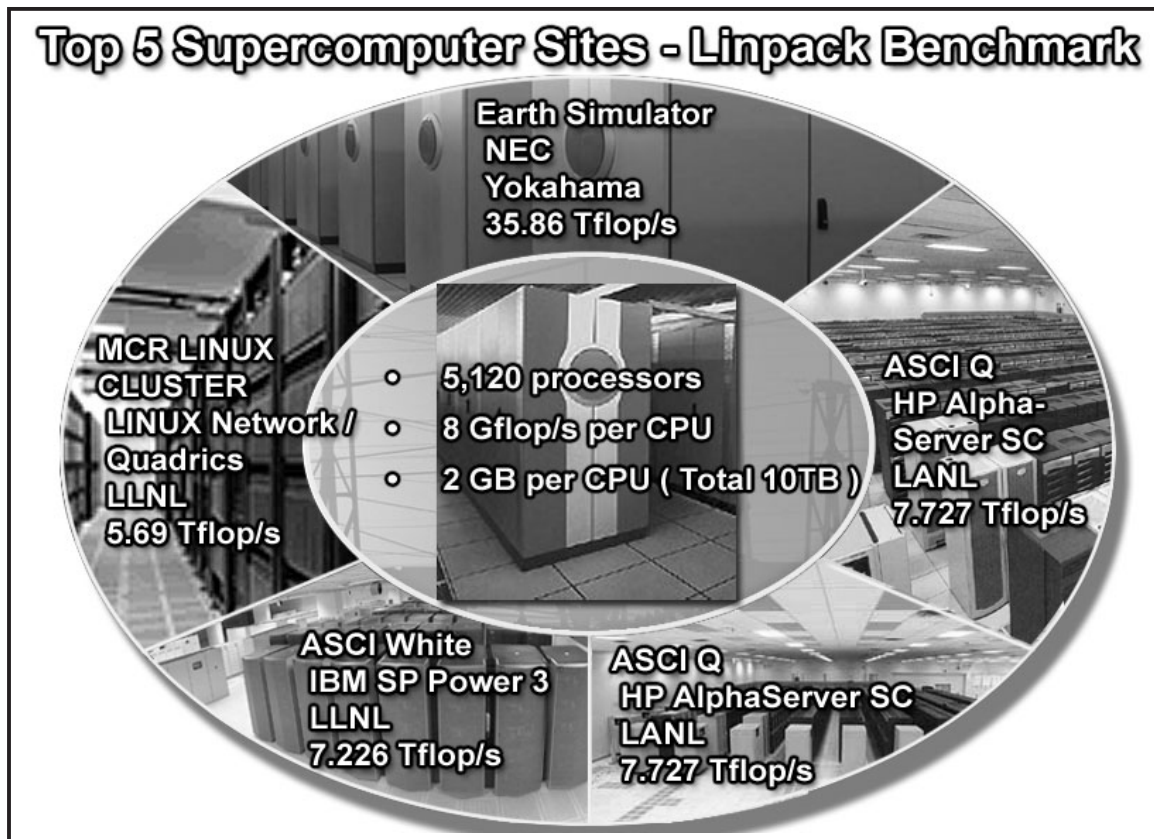 Top 5 Supercomputer Sites - Linpack Benchmark
Earth Simulator
NEC
Yokahama
35.86 Tflop/s
MCR LINUX
CLUSTER
LINUX Network /
Quadrics
LLNL
5.69 Tflop/s
5,120 processors
8 Gflop/s per CPU
2 GB per CPU ( Total 10TB )
ASCI Q
HP Alpha-
Server SC
LANL
7.727 Tflop/s
ASCI White
IBM SP Power 3
LLNL
7.226 Tflop/s
ASCI Q
HP AlphaServer SC
LANL
7.727 Tflop/s